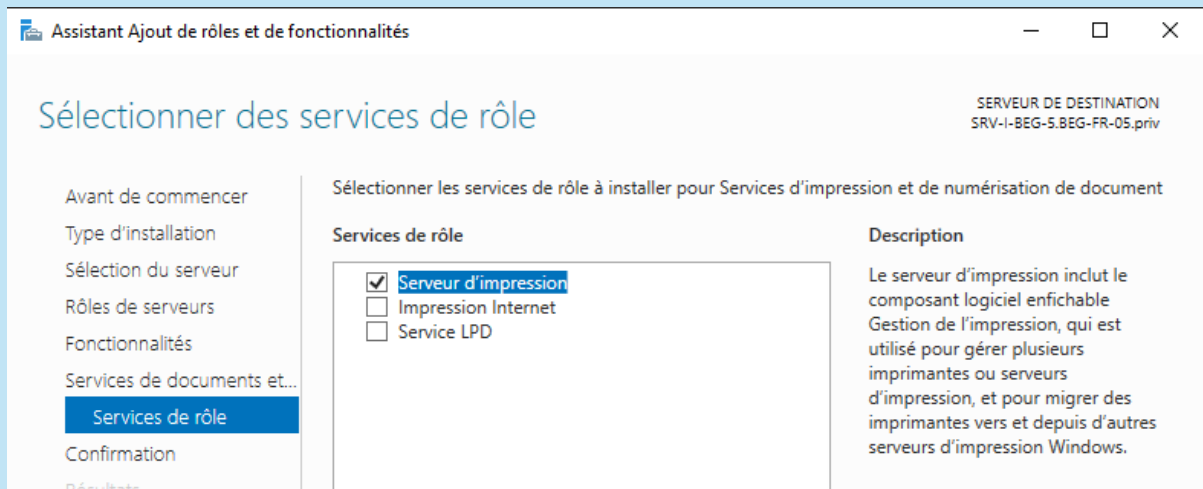 Assistant Ajout de rôles et de fonctionnalités
Sélectionner des services de rôle
SERVEUR DE DESTINATION
SRV-I-BEG-5.BEG-FR-05.priv
Avant de commencer
Type d'installation
Sélection du serveur
Rôles de serveurs
Fonctionnalités
Services de documents et...
Services de rôle
Confirmation
Résultats
Sélectionner les services de rôle à installer pour Services d'impression et de numérisation de document
Services de rôle
Serveur d'impression
Impression Internet
Service LPD
Description
Le serveur d'impression inclut le
composant logiciel enfichable
Gestion de l'impression, qui est
utilisé pour gérer plusieurs
imprimantes ou serveurs
d'impression, et pour migrer des
imprimantes vers et depuis d'autres
serveurs d'impression Windows.